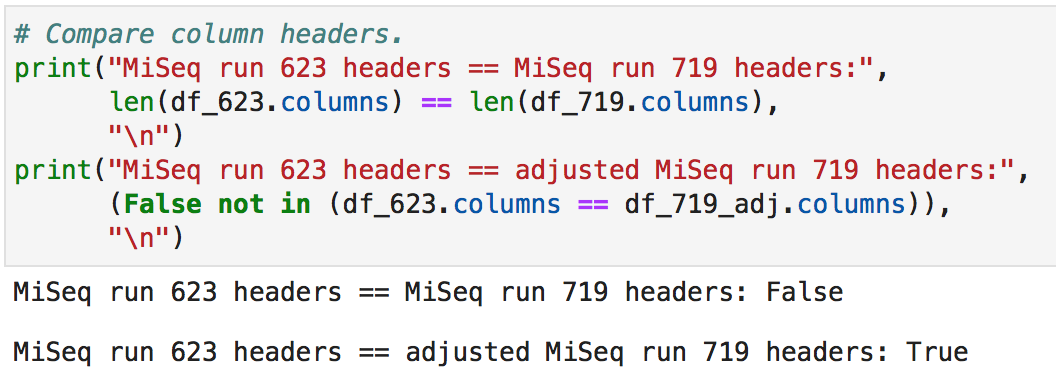 # Compare column headers.
print("MiSeq run 623 headers == MiSeq run 719 headers:",
      len(df_623.columns) == len(df_719.columns),
      "\n")
print("MiSeq run 623 headers == adjusted MiSeq run 719 headers:",
      (False not in (df_623.columns == df_719_adj.columns)),
      "\n")
MiSeq run 623 headers == MiSeq run 719 headers: False
MiSeq run 623 headers == adjusted MiSeq run 719 headers: True